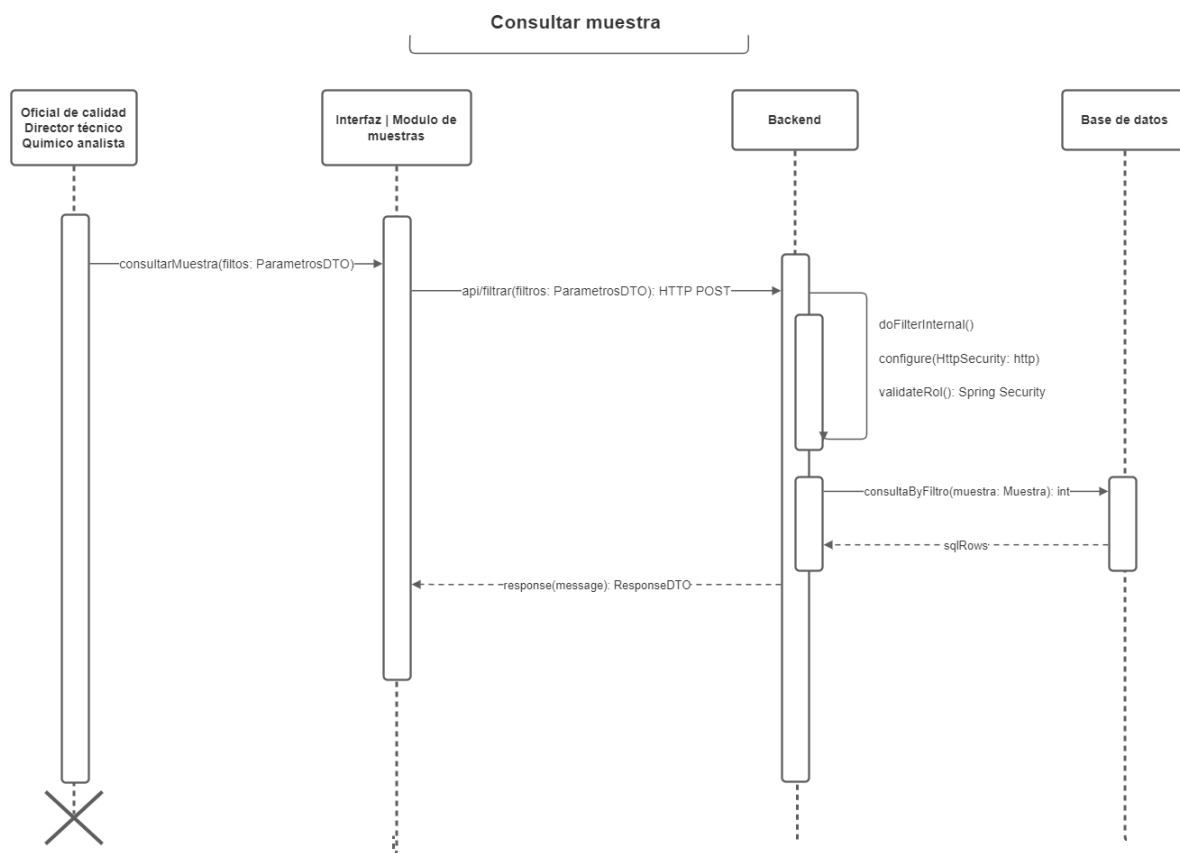 Consultar muestra
Oficial de calidad
Director técnico
Quimico analista
Interfaz | Modulo de
muestras
Backend
Base de datos
consultarMuestra(filtos: ParametrosDTO)
api/filtrar(filtros: ParametrosDTO): HTTP POST
doFilterInternal()
configure(HttpSecurity: http)
validateRol(): Spring Security
consultaByFiltro(muestra: Muestra): int
sqlRows
response(message): ResponseDTO